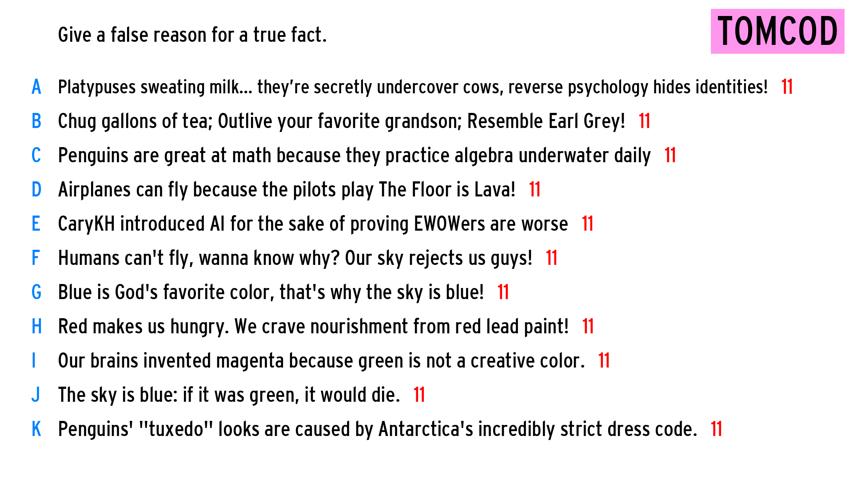 Give a false reason for a true fact.
TOMCOD
A Platypuses sweating milk... they're secretly undercover cows, reverse psychology hides identities! 11
B Chug gallons of tea; Outlive your favorite grandson; Resemble Earl Grey! 11
C Penguins are great at math because they practice algebra underwater daily 11
D Airplanes can fly because the pilots play The Floor is Lava! 11
E CaryKH introduced AI for the sake of proving EWOWers are worse 11
F Humans can't fly, wanna know why? Our sky rejects us guys! 11
G Blue is God's favorite color, that's why the sky is blue! 11
H Red makes us hungry. We crave nourishment from red lead paint! 11
I Our brains invented magenta because green is not a creative color. 11
J The sky is blue: if it was green, it would die. 11
K Penguins' "tuxedo" looks are caused by Antarctica's incredibly strict dress code. 11